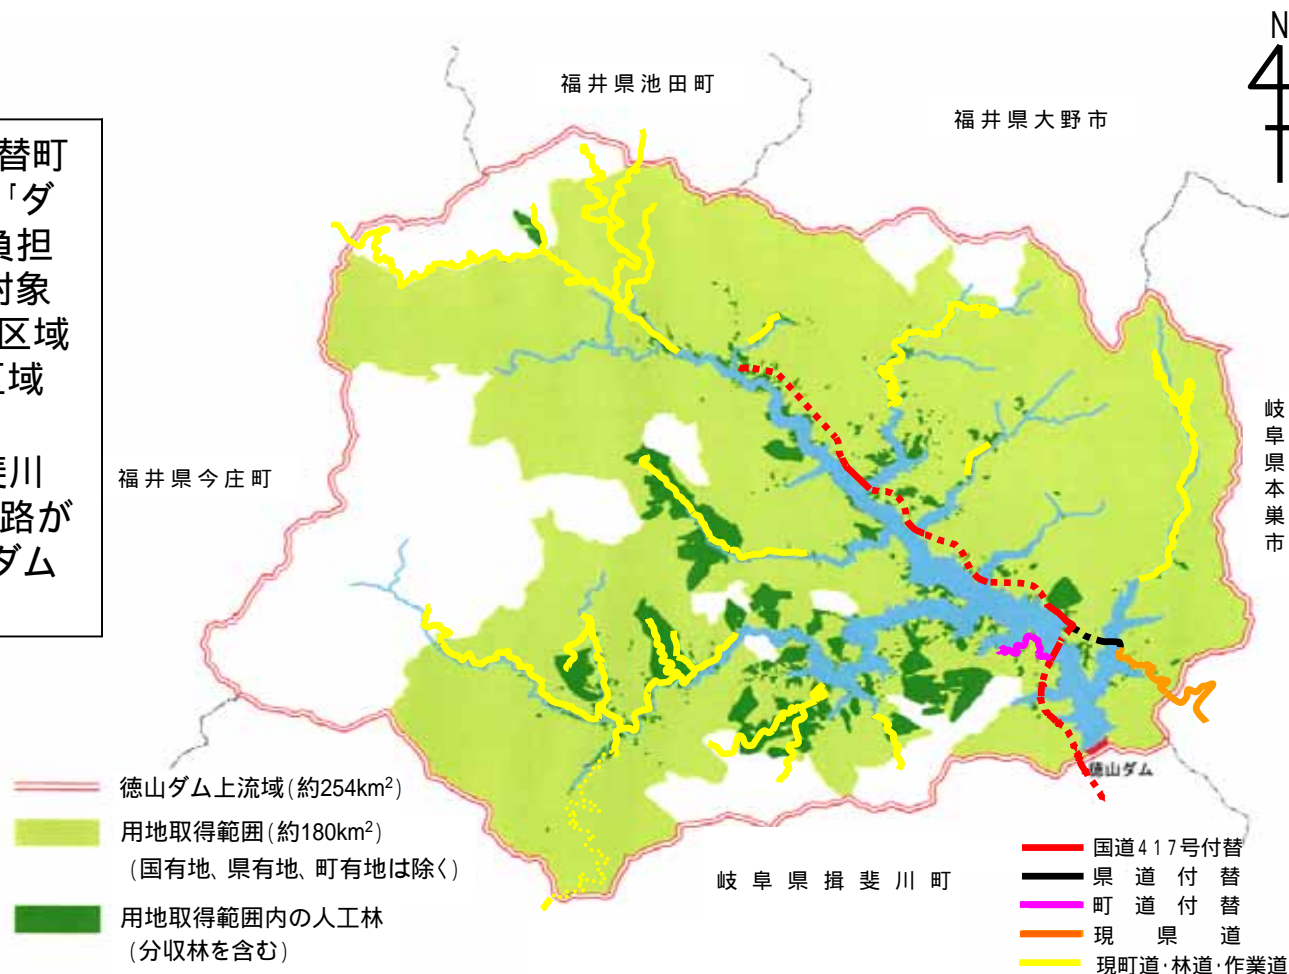 N
福井県池田町
福井県大野市
替町
「ダ
負担
対象
区域
区域
斐川
路が
ダム
福井県今庄町
岐阜県本巣市
徳山ダム
徳山ダム上流域(約254km²)
用地取得範囲(約180km²)
(国有地、県有地、町有地は除く)
用地取得範囲内の人工林
(分収林を含む)
岐阜県揖斐川町
国道417号付替
県道付替
町道付替
現県道
現町道・林道・作業道